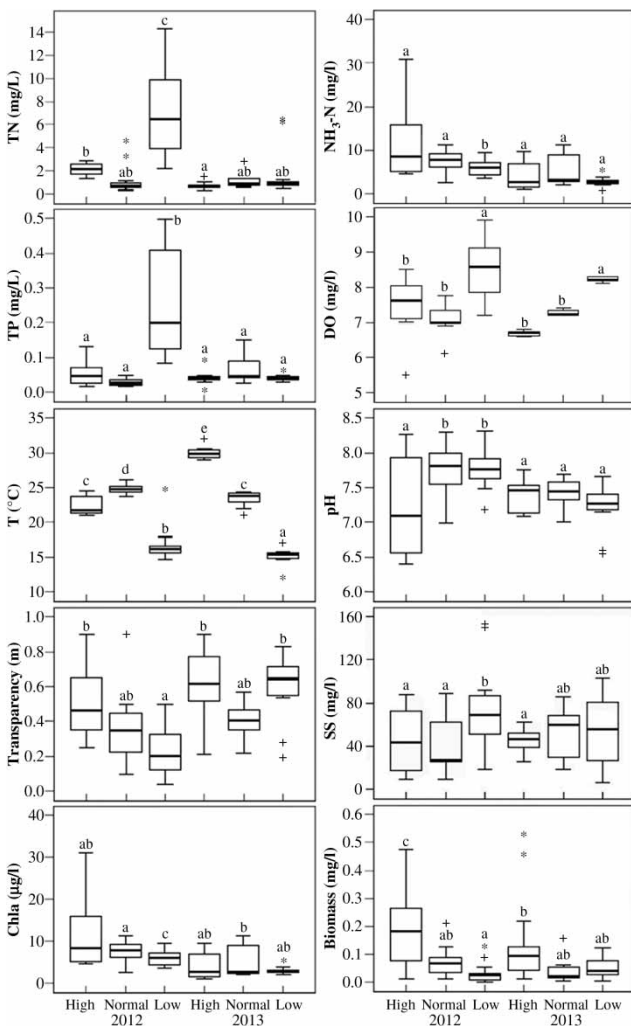 TN (mg/L)
14
12
10
8
6
4
2
0
b
*
*
ab
c
a
+
+
ab
*
*
ab
NH3-N (mg/l)
40
30
20
10
0
a
a
b
a
a
a
*
+
TP (mg/L)
0.5
0.4
0.3
0.2
0.1
0.0
a
a
b
a
*
*
a
a
*
DO (mg/l)
10
9
8
7
6
5
b
+
b
+
a
b
b
a
T (°C)
35
30
25
20
15
10
c
d
*
b
e
+
c
+
a
+
*
pH
8.5
8.0
7.5
7.0
6.5
6.0
a
b
b
+
a
a
a
+
+
Transparency (m)
1.0
0.8
0.6
0.4
0.2
0.0
b
+
ab
a
b
ab
b
+
+
SS (mg/l)
160
120
80
40
0
a
a
+
+
b
a
ab
ab
Chla (µg/l)
40
30
20
10
0
ab
a
c
ab
b
ab
*
Biomass (mg/l)
0.6
0.5
0.4
0.3
0.2
0.1
0.0
c
+
ab
a
*
+
*
*
b
+
ab
ab
High Normal Low High Normal Low
2012 2013
High Normal Low High Normal Low
2012 2013